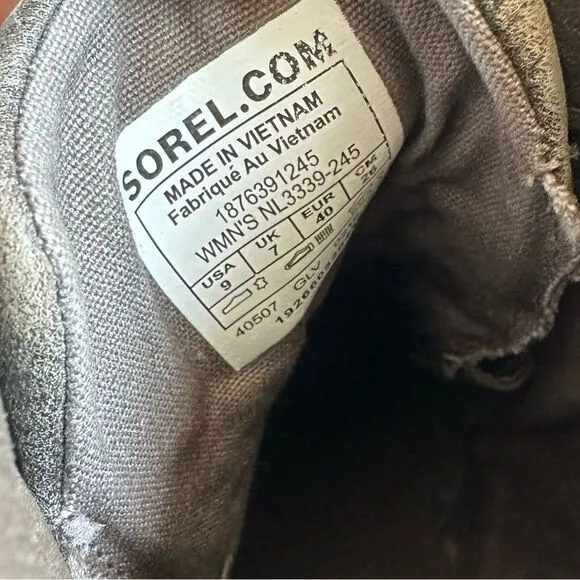 SOREL.COM
MADE IN VIETNAM
Fabriqué Au Vietnam
1876391245
WMN'S NL3339-245
USA UK EUR CM
9 7 40 26
40507 GLV